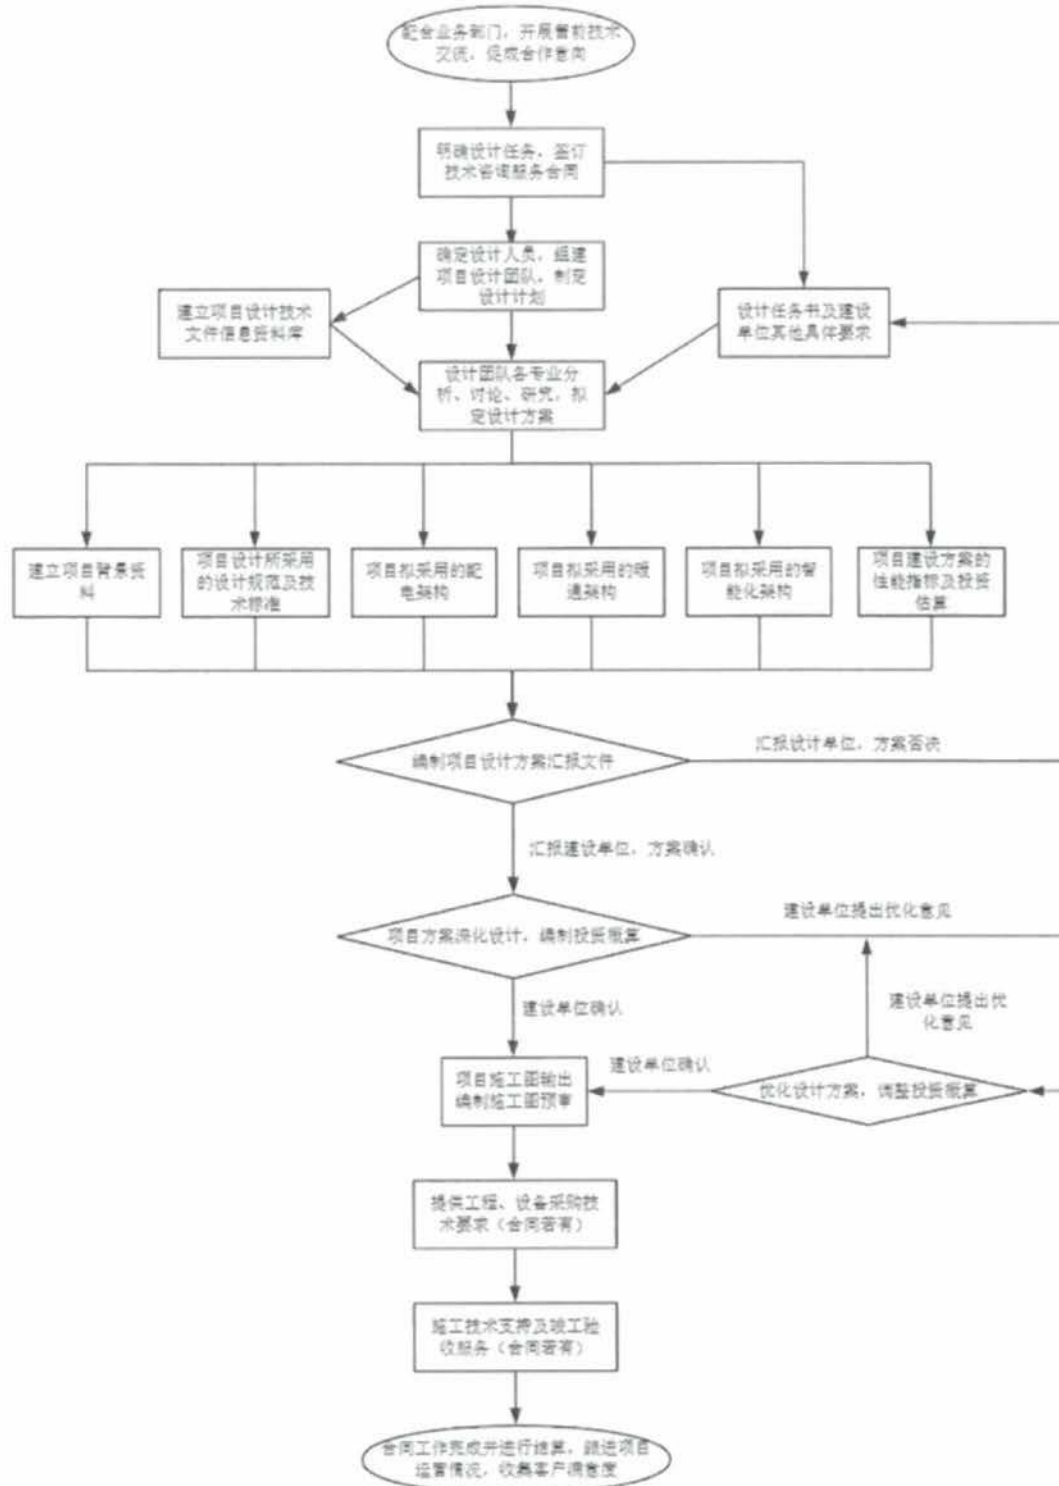 配合业务部门，开展售前技术
交流，促成合作意向
明确设计任务，签订
技术咨询服务合同
确定设计人员，组建
项目设计团队，制定
设计计划
建立项目设计技术
文件信息资料库
设计任务书及建设
单位其他具体要求
设计团队各专业分
析、讨论、研究，拟
定设计方案
建立项目背景资
料
项目设计所采用
的设计规范及技
术标准
项目拟采用的配
电架构
项目拟采用的暖
通架构
项目拟采用的智
能化架构
项目建设方案的
性能指标及投资
估算
编制项目设计方案汇报文件
汇报设计单位，方案否决
汇报建设单位，方案确认
项目方案深化设计，编制投资概算
建设单位提出优化意见
建设单位确认
建设单位提出优
化意见
项目施工图输出
编制施工图预审
建设单位确认
优化设计方案，调整投资概算
提供工程、设备采购技
术要求（合同若有）
施工技术支持及竣工验
收服务（合同若有）
合同工作完成并进行结算，跟进项目
运营情况，收集客户满意度